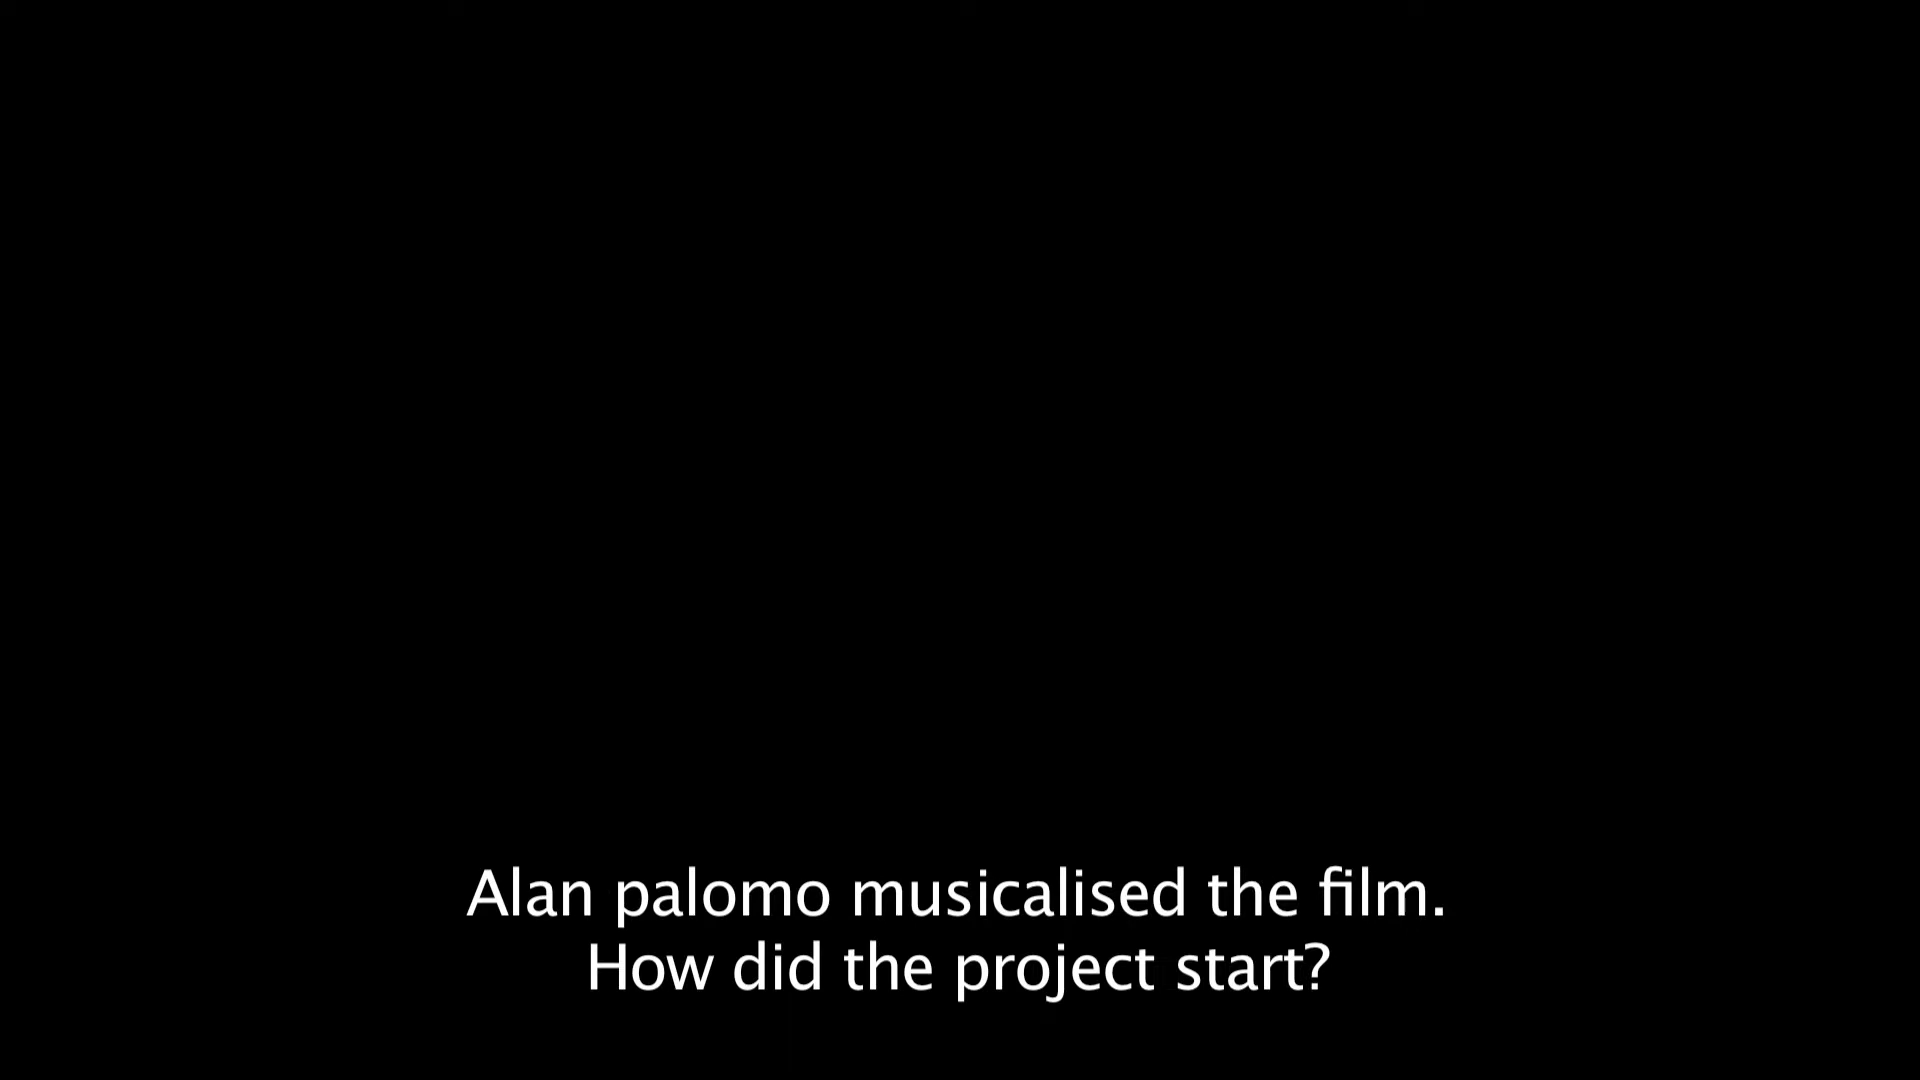 Alan palomo musicalised the film.
How did the project start?